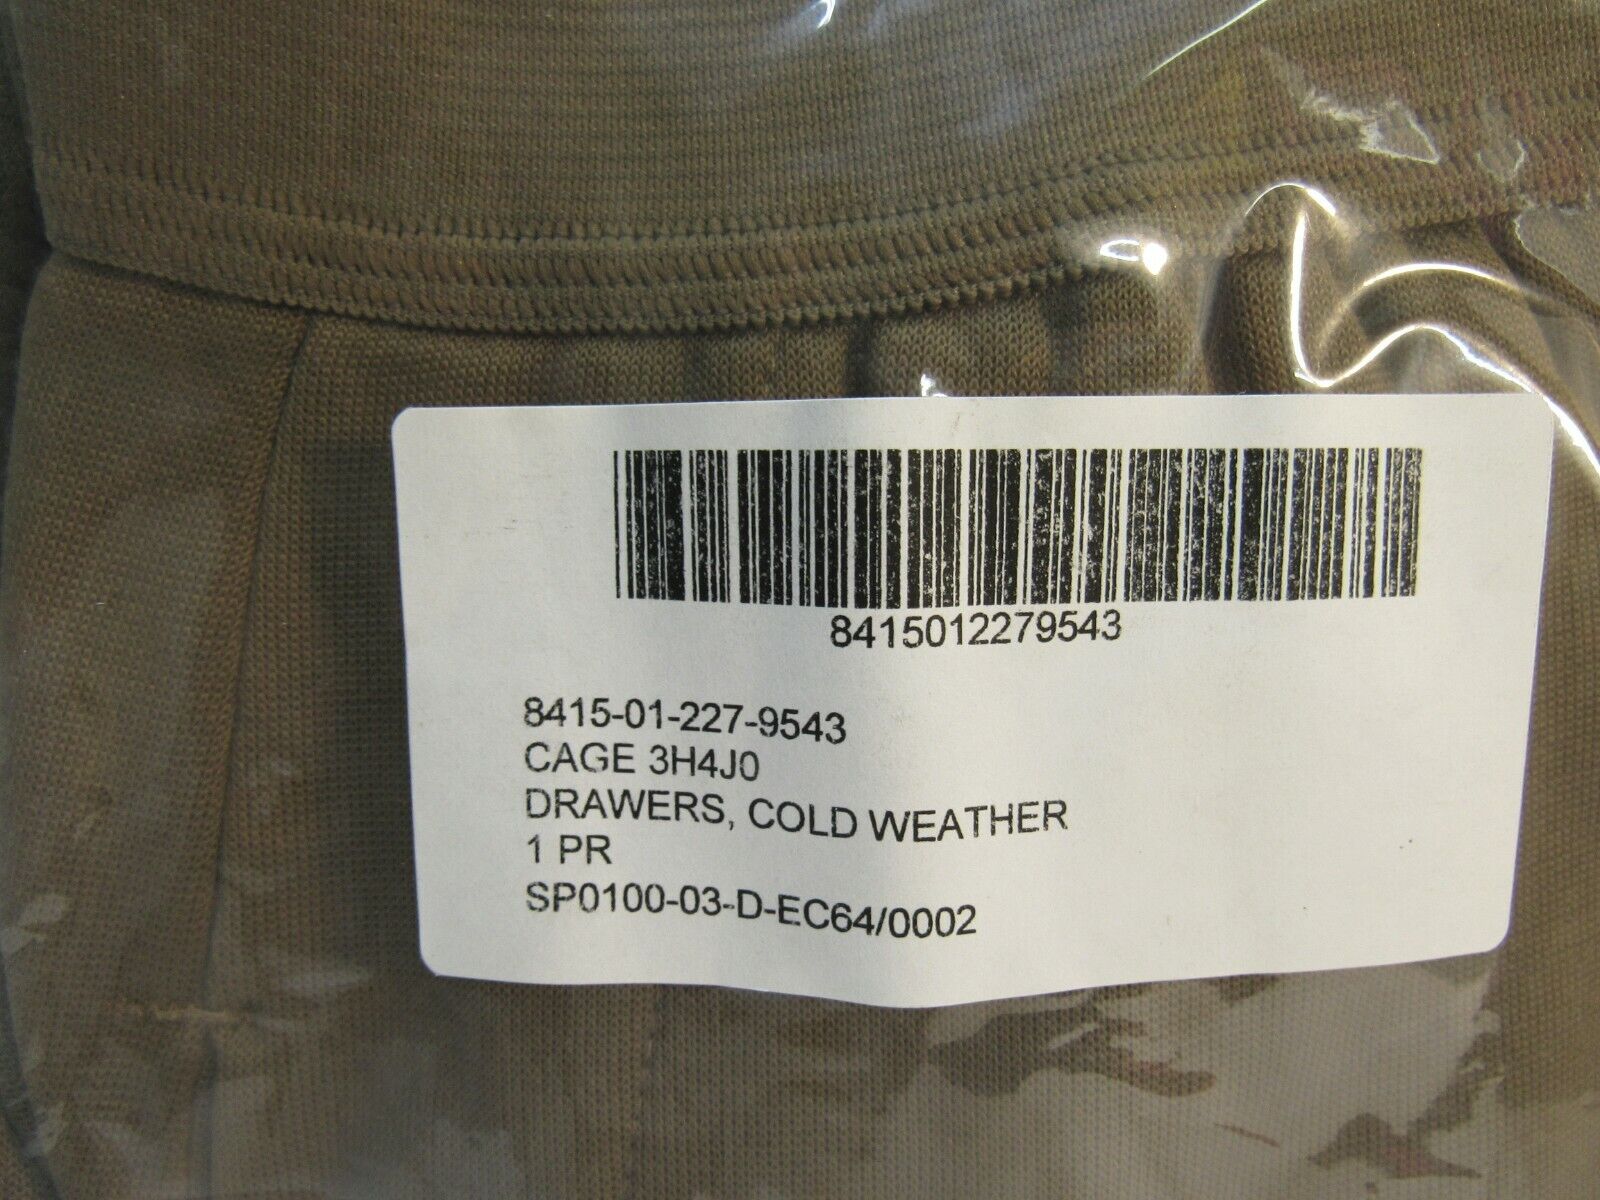 8415012279543
8415-01-227-9543
CAGE 3H4J0
DRAWERS, COLD WEATHER
1 PR
SP0100-03-D-EC64/0002